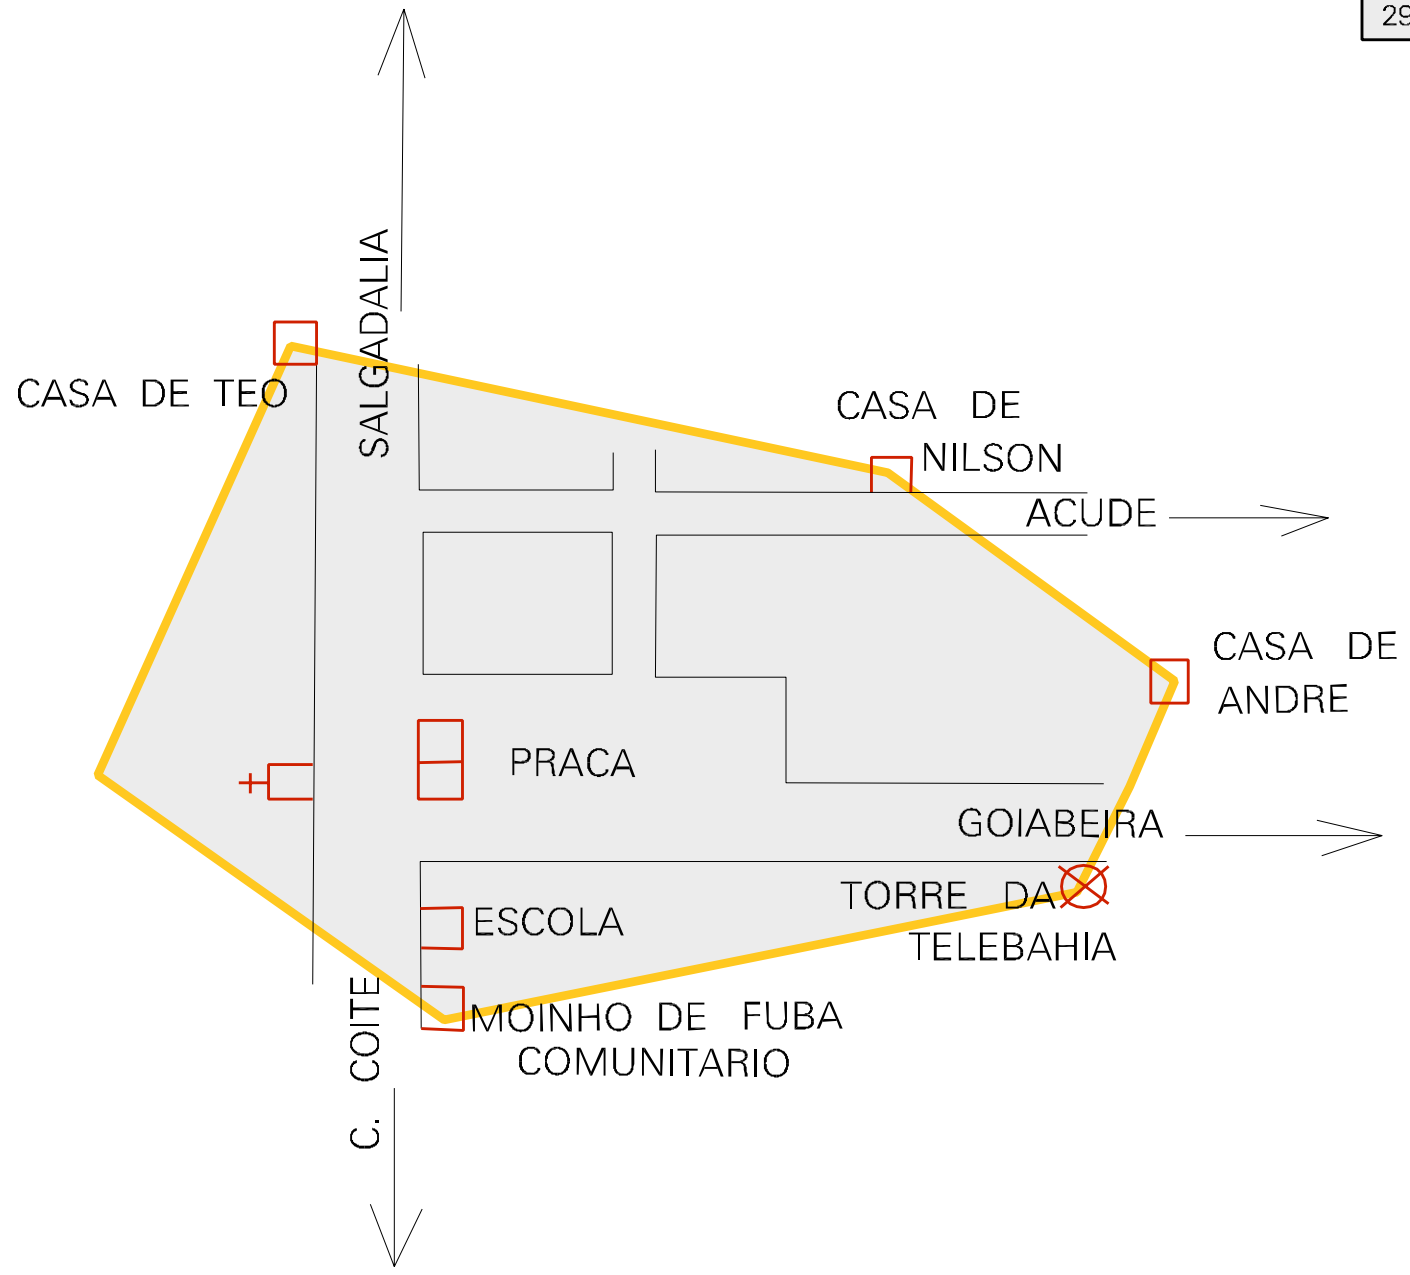 29
SALGADALIA
CASA DE TEO
CASA DE
NILSON
ACUDE
CASA DE
ANDRE
PRACA
GOIABEIRA
TORRE DA
TELEBAHIA
ESCOLA
MOINHO DE FUBA
COMUNITARIO
C. COITE